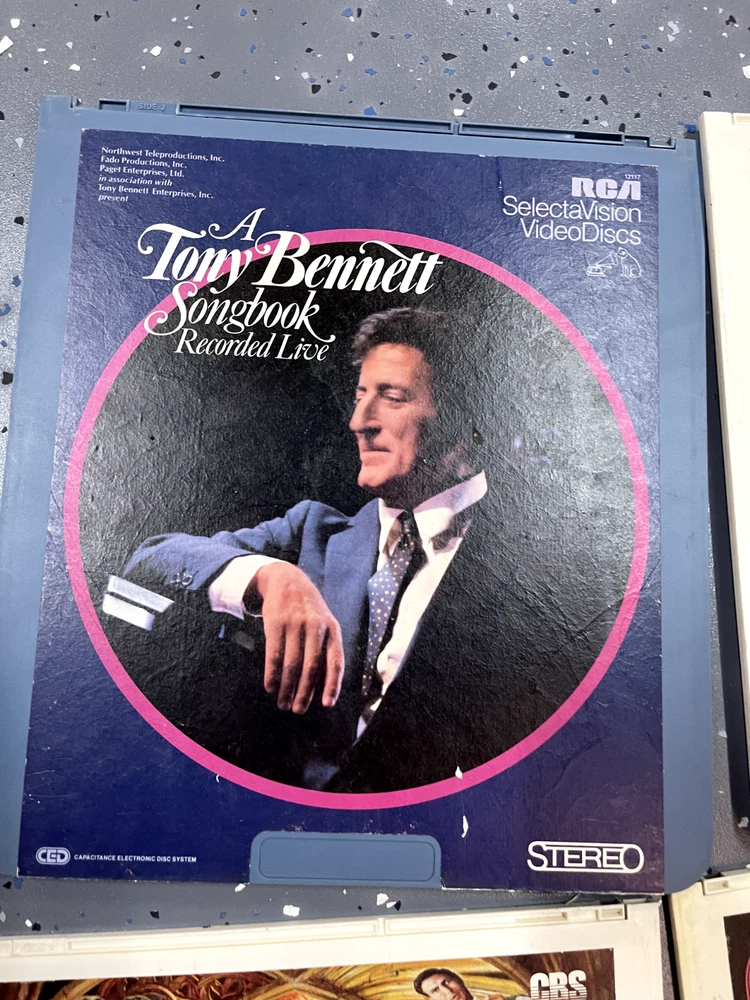 SIDE 2
Northwest Teleproductions, Inc.
Fado Productions, Inc.
Paget Enterprises, Ltd.
in association with
Tony Bennett Enterprises, Inc.
present
12117
RCA
SelectaVision
VideoDiscs
A
Tony Bennett
Songbook
Recorded Live
CED CAPACITANCE ELECTRONIC DISC SYSTEM
STEREO
CBS